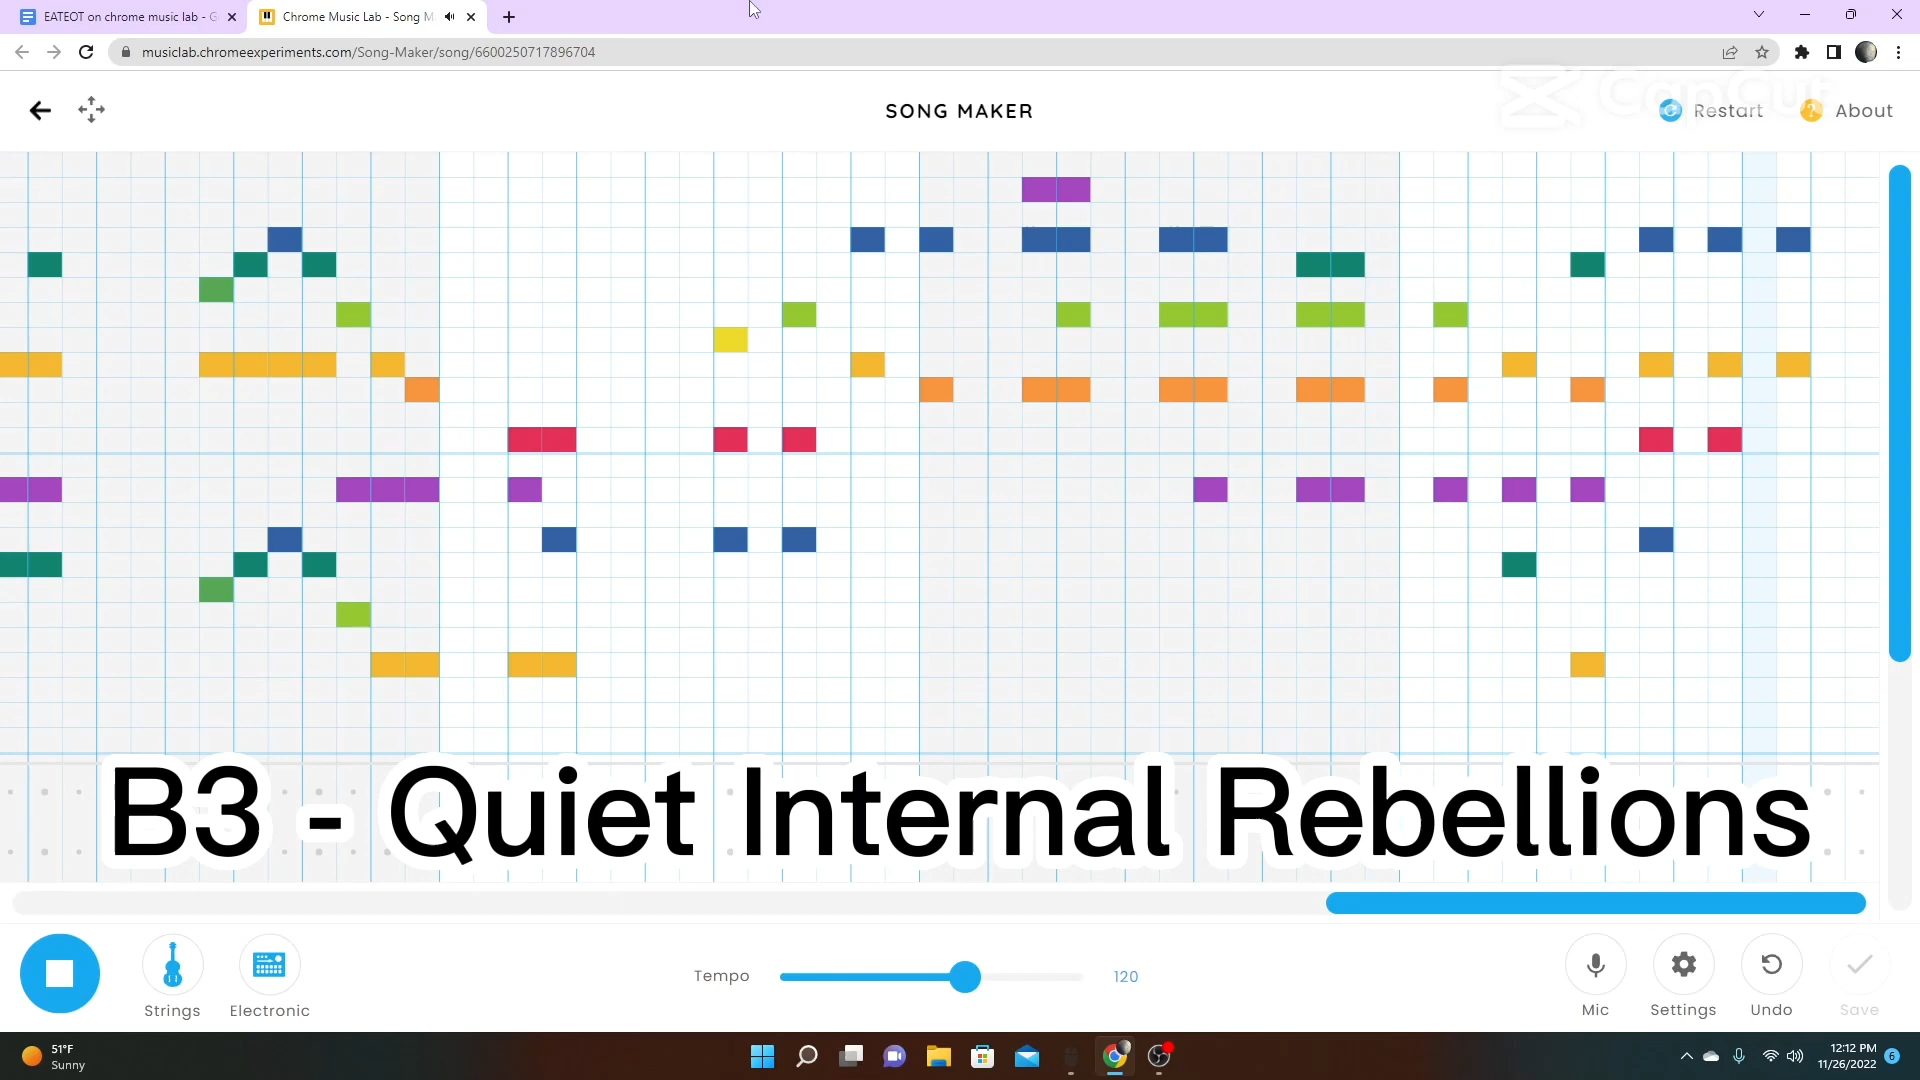 EATEOT on chrome music lab - G
Chrome Music Lab - Song M
musiclab.chromeexperiments.com/Song-Maker/song/6600250717896704
CapCut
SONG MAKER
Restart
About
B3 - Quiet Internal Rebellions
Strings
Electronic
Tempo
120
Mic
Settings
Undo
Save
51°F
Sunny
12:12 PM
11/26/2022
6